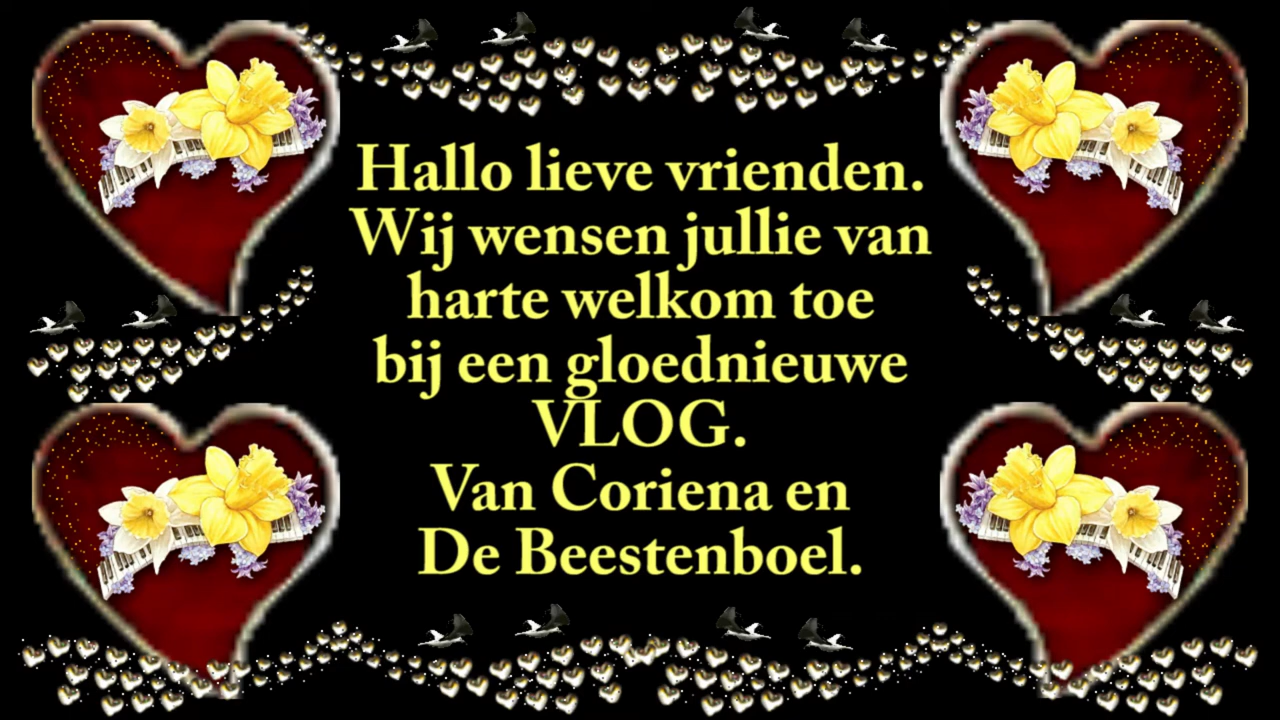 Hallo lieve vrienden.
Wij wensen jullie van
harte welkom toe
bij een gloednieuwe
VLOG.
Van Coriena en
De Beestenboel.